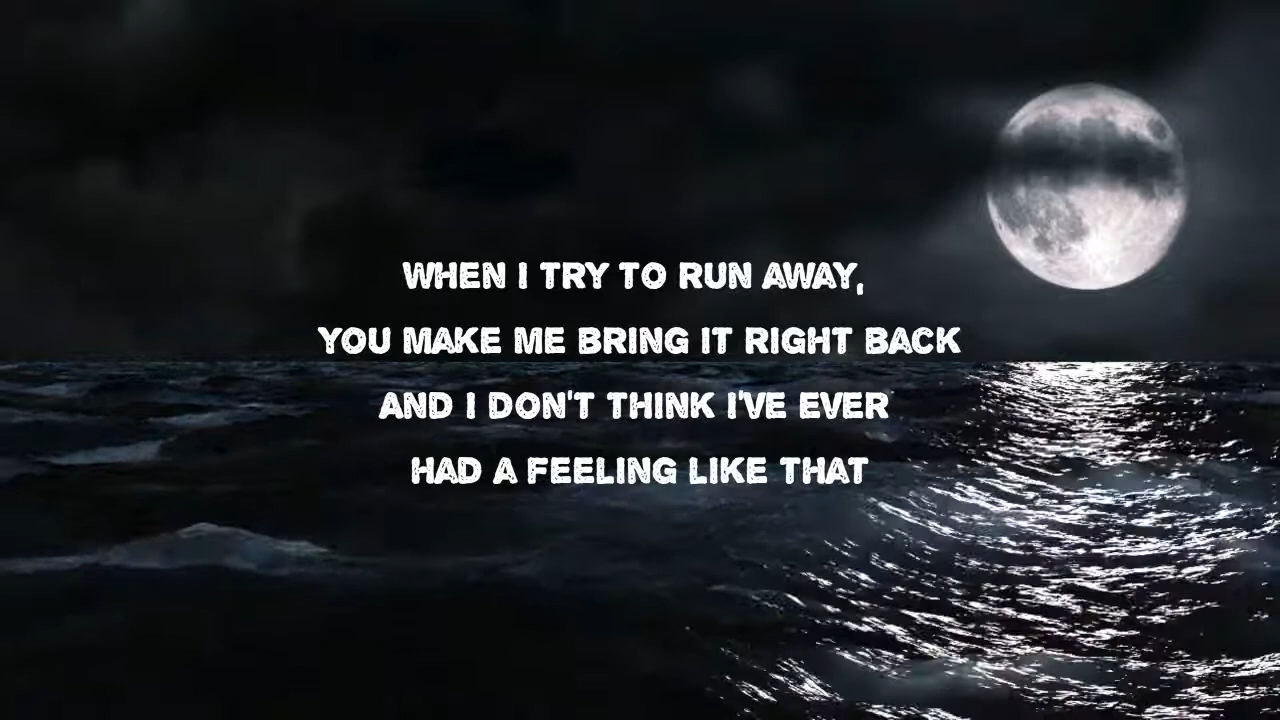 WHEN I TRY TO RUN AWAY,
YOU MAKE ME BRING IT RIGHT BACK
AND I DON'T THINK I'VE EVER
HAD A FEELING LIKE THAT